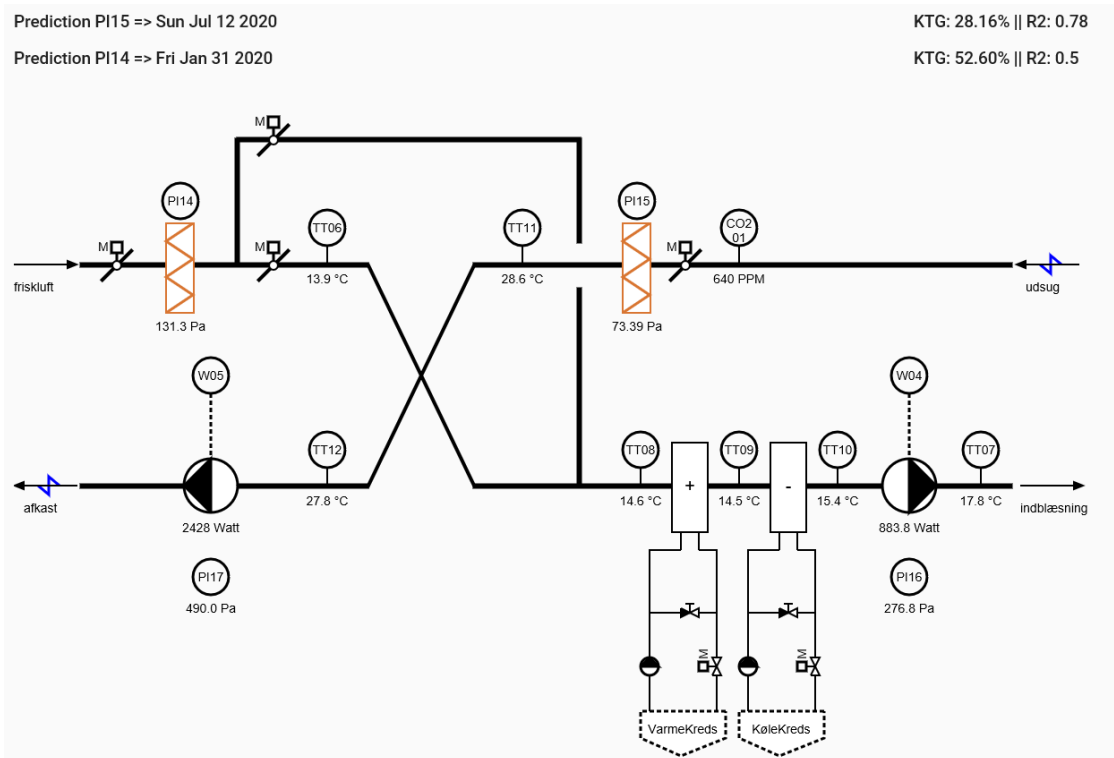 Prediction PI15 => Sun Jul 12 2020
KTG: 28.16% || R2: 0.78
Prediction PI14 => Fri Jan 31 2020
KTG: 52.60% || R2: 0.5
M
PI14
TT06
TT11
PI15
CO2
01
M
M
M
13.9 °C
28.6 °C
640 PPM
friskluft
udsug
131.3 Pa
73.39 Pa
W05
W04
TT12
TT08
TT09
TT10
TT07
+
-
27.8 °C
14.6 °C
14.5 °C
15.4 °C
17.8 °C
afkast
indblæsning
2428 Watt
883.8 Watt
PI17
PI16
490.0 Pa
276.8 Pa
M
M
VarmeKreds
KøleKreds